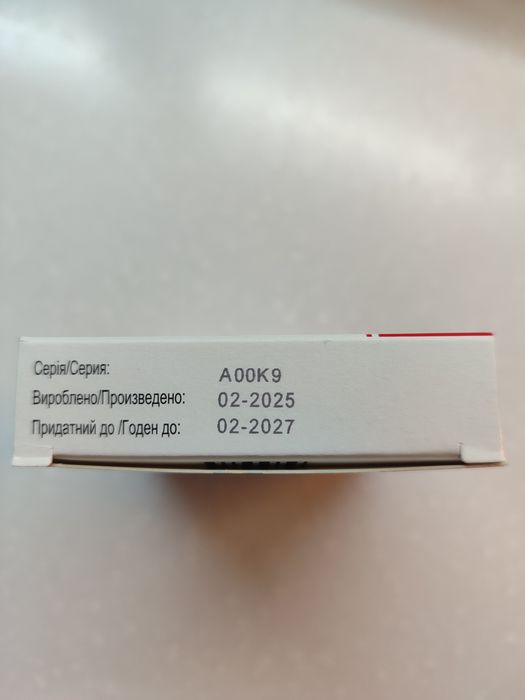 Серія/Серия: A00K9
Вироблено/Произведено: 02-2025
Придатний до /Годен до: 02-2027